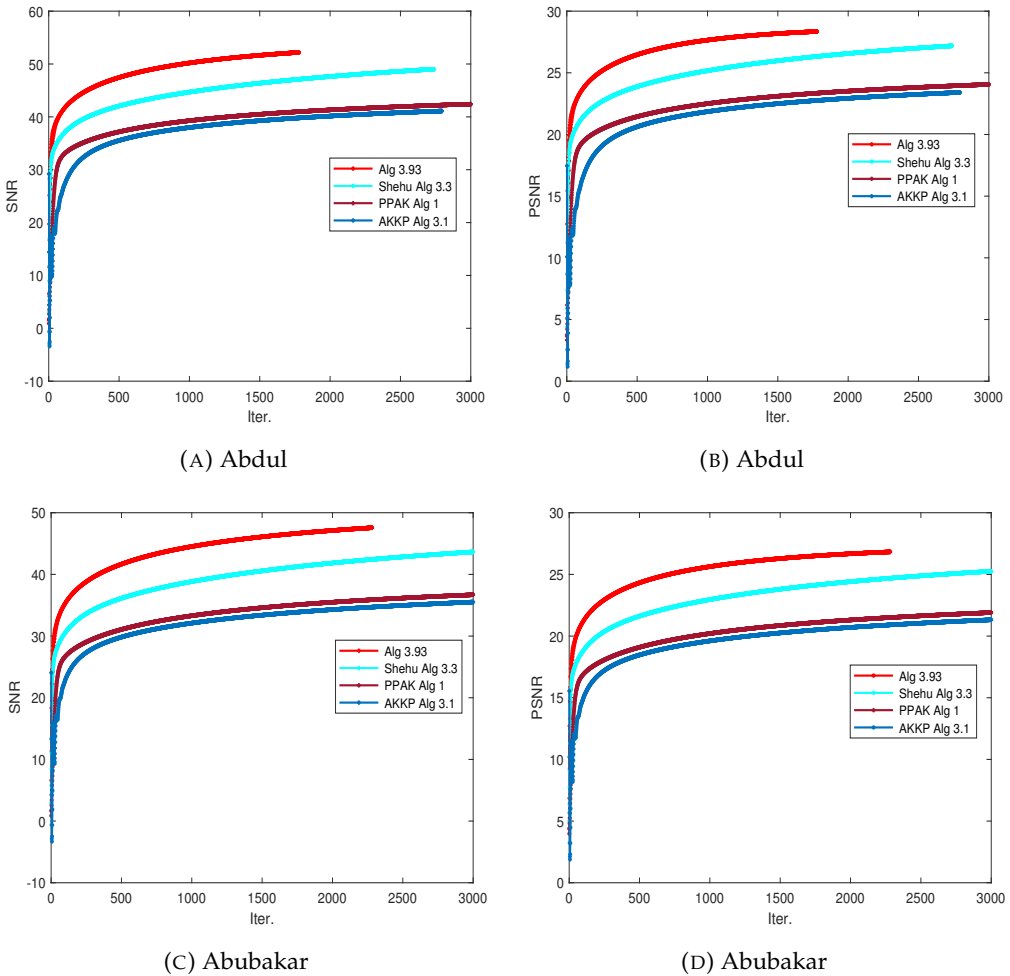 60
50
40
30
20
10
0
-10
SNR
0 500 1000 1500 2000 2500 3000
Iter.
Alg 3.93
Shehu Alg 3.3
PPAK Alg 1
AKKP Alg 3.1
(A) Abdul
30
25
20
15
10
5
0
PSNR
0 500 1000 1500 2000 2500 3000
Iter.
Alg 3.93
Shehu Alg 3.3
PPAK Alg 1
AKKP Alg 3.1
(B) Abdul
50
40
30
20
10
0
-10
SNR
0 500 1000 1500 2000 2500 3000
Iter.
Alg 3.93
Shehu Alg 3.3
PPAK Alg 1
AKKP Alg 3.1
(C) Abubakar
30
25
20
15
10
5
0
PSNR
0 500 1000 1500 2000 2500 3000
Iter.
Alg 3.93
Shehu Alg 3.3
PPAK Alg 1
AKKP Alg 3.1
(D) Abubakar